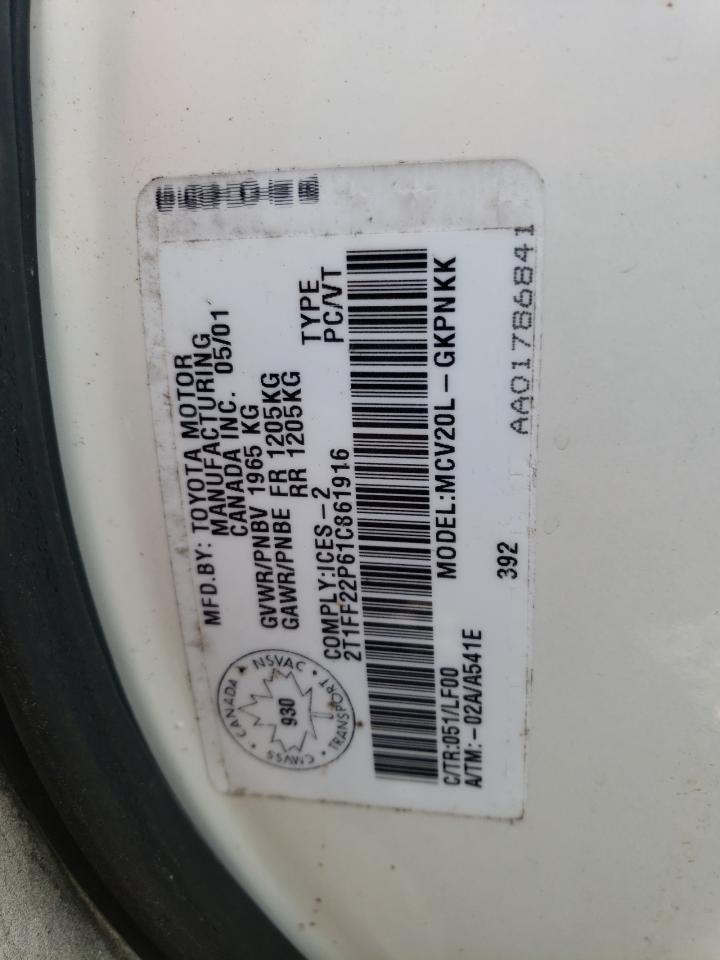 MFD.BY: TOYOTA MOTOR
MANUFACTURING
CANADA INC. 05/01
GVWR/PNBV 1965 KG
GAWR/PNBE FR 1205KG
RR 1205KG
TYPE
PC/VT
COMPLY:ICES-2
2T1FF22P61C861916
CANADA • NSVAC • TRANSPORT • CMVSS •
930
MODEL:MCV20L-GKPNKK
C/TR:051/LF00
A/TM:-02A/A541E
392
AA01786841